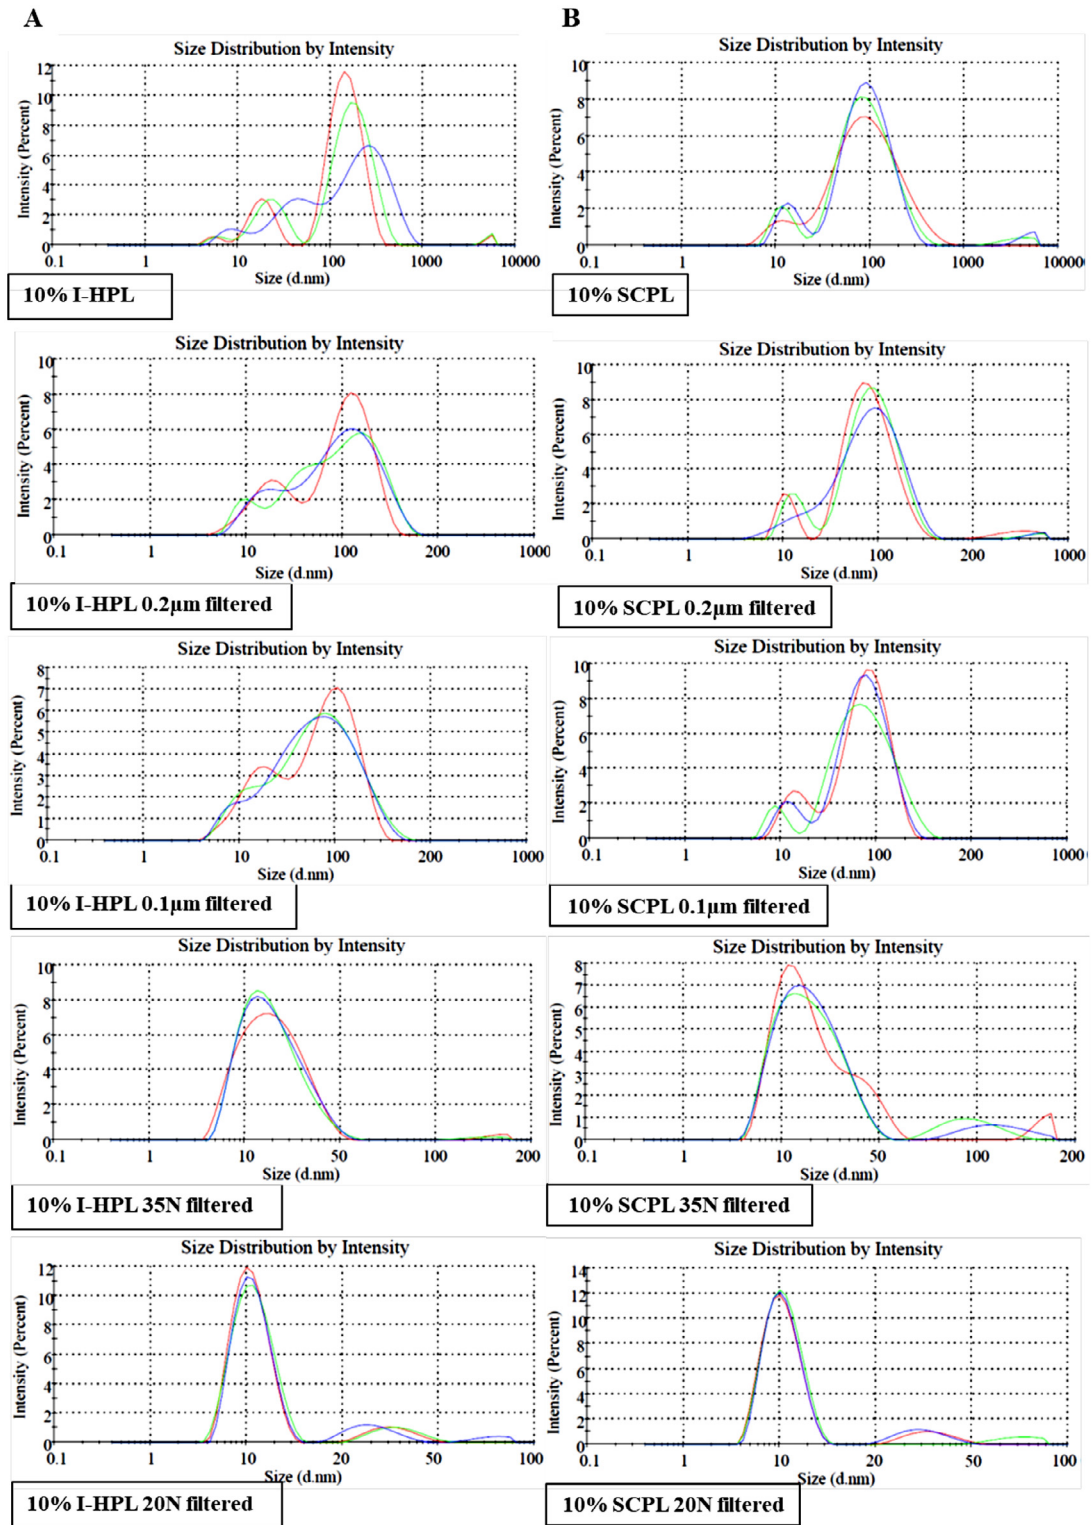 A
B
Size Distribution by Intensity
Intensity (Percent)
12
10
8
6
4
2
0
0.1 1 10 100 1000 10000
Size (d.nm)
10% I-HPL
Size Distribution by Intensity
Intensity (Percent)
10
8
6
4
2
0
0.1 1 10 100 1000 10000
Size (d.nm)
10% SCPL
Size Distribution by Intensity
Intensity (Percent)
10
8
6
4
2
0
0.1 1 10 100 200 1000
Size (d.nm)
10% I-HPL 0.2µm filtered
Size Distribution by Intensity
Intensity (Percent)
10
8
6
4
2
0
0.1 1 10 100 200 1000
Size (d.nm)
10% SCPL 0.2µm filtered
Size Distribution by Intensity
Intensity (Percent)
8
7
6
5
4
3
2
1
0
0.1 1 10 100 200 1000
Size (d.nm)
10% I-HPL 0.1µm filtered
Size Distribution by Intensity
Intensity (Percent)
10
8
6
4
2
0
0.1 1 10 100 200 1000
Size (d.nm)
10% SCPL 0.1µm filtered
Size Distribution by Intensity
Intensity (Percent)
10
8
6
4
2
0
0.1 1 10 50 100 200
Size (d.nm)
10% I-HPL 35N filtered
Size Distribution by Intensity
Intensity (Percent)
8
7
6
5
4
3
2
1
0
0.1 1 10 50 100 200
Size (d.nm)
10% SCPL 35N filtered
Size Distribution by Intensity
Intensity (Percent)
12
10
8
6
4
2
0
0.1 1 10 20 50 100
Size (d.nm)
10% I-HPL 20N filtered
Size Distribution by Intensity
Intensity (Percent)
14
12
10
8
6
4
2
0
0.1 1 10 20 50 100
Size (d.nm)
10% SCPL 20N filtered